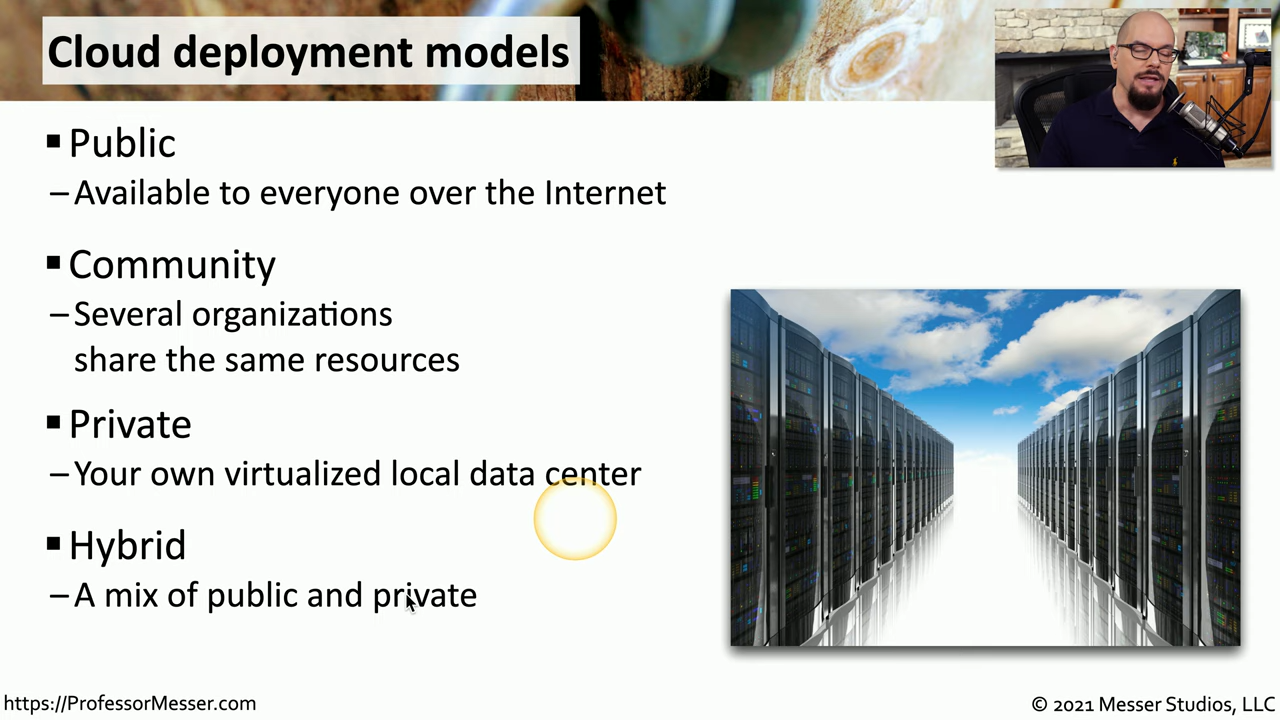 Cloud deployment models
▪ Public
– Available to everyone over the Internet
▪ Community
– Several organizations
share the same resources
▪ Private
– Your own virtualized local data center
▪ Hybrid
– A mix of public and private
https://ProfessorMesser.com
© 2021 Messer Studios, LLC